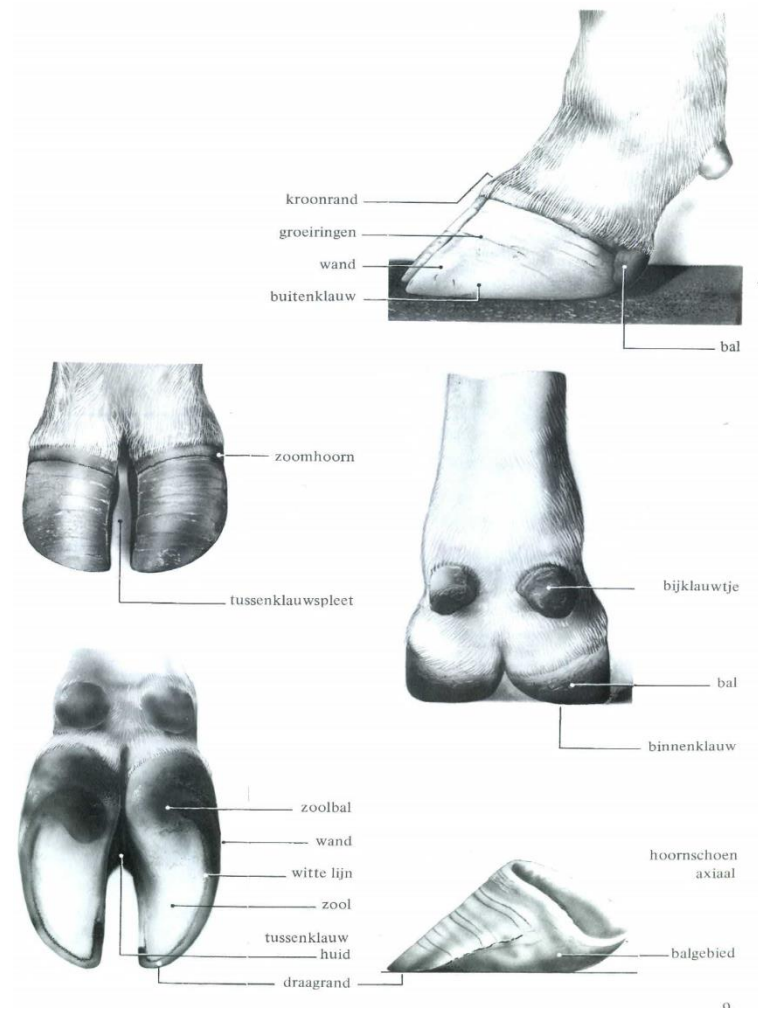 kroonrand
groeiringen
wand
buitenklauw
bal
zoomhoorn
tussenklauwspleet
bijklauwtje
bal
binnenklauw
zoolbal
wand
witte lijn
zool
tussenklauw
huid
draagrand
hoornschoen
axiaal
balgebied